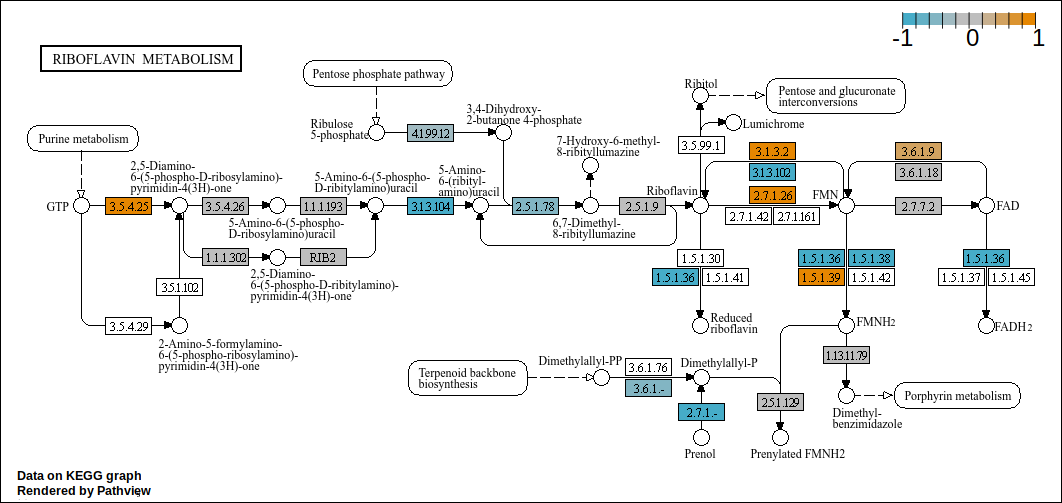 -1 0 1
RIBOFLAVIN METABOLISM
Pentose phosphate pathway
Ribitol
Pentose and glucuronate
interconversions
Purine metabolism
Ribulose
5-phosphate
4.1.99.12
3,4-Dihydroxy-
2-butanone 4-phosphate
Lumichrome
3.5.99.1
7-Hydroxy-6-methyl-
8-ribityllumazine
3.1.3.2
3.1.3.102
3.6.1.9
3.6.1.18
2,5-Diamino-
6-(5-phospho-D-ribosylamino)-
pyrimidin-4(3H)-one
5-Amino-6-(5-phospho-
D-ribitylamino)uracil
5-Amino-
6-(ribityl-
amino)uracil
Riboflavin
2.7.1.26
FMN
GTP
3.5.4.25
3.5.4.26
1.1.1.193
3.1.3.104
2.5.1.78
2.5.1.9
2.7.1.42
2.7.1.161
2.7.7.2
FAD
5-Amino-6-(5-phospho-
D-ribosylamino)uracil
6,7-Dimethyl-
8-ribityllumazine
1.1.1.302
RIB2
2,5-Diamino-
6-(5-phospho-D-ribitylamino)-
pyrimidin-4(3H)-one
3.5.1.102
1.5.1.30
1.5.1.36
1.5.1.41
1.5.1.36
1.5.1.38
1.5.1.39
1.5.1.42
1.5.1.36
1.5.1.37
1.5.1.45
3.5.4.29
2-Amino-5-formylamino-
6-(5-phospho-ribosylamino)-
pyrimidin-4(3H)-one
Reduced
riboflavin
FMNH2
FADH2
1.13.11.79
Terpenoid backbone
biosynthesis
Dimethylallyl-PP
3.6.1.76
3.6.1.-
Dimethylallyl-P
2.7.1.-
Prenol
2.5.1.129
Prenylated FMNH2
Dimethyl-
benzimidazole
Porphyrin metabolism
Data on KEGG graph
Rendered by Pathview